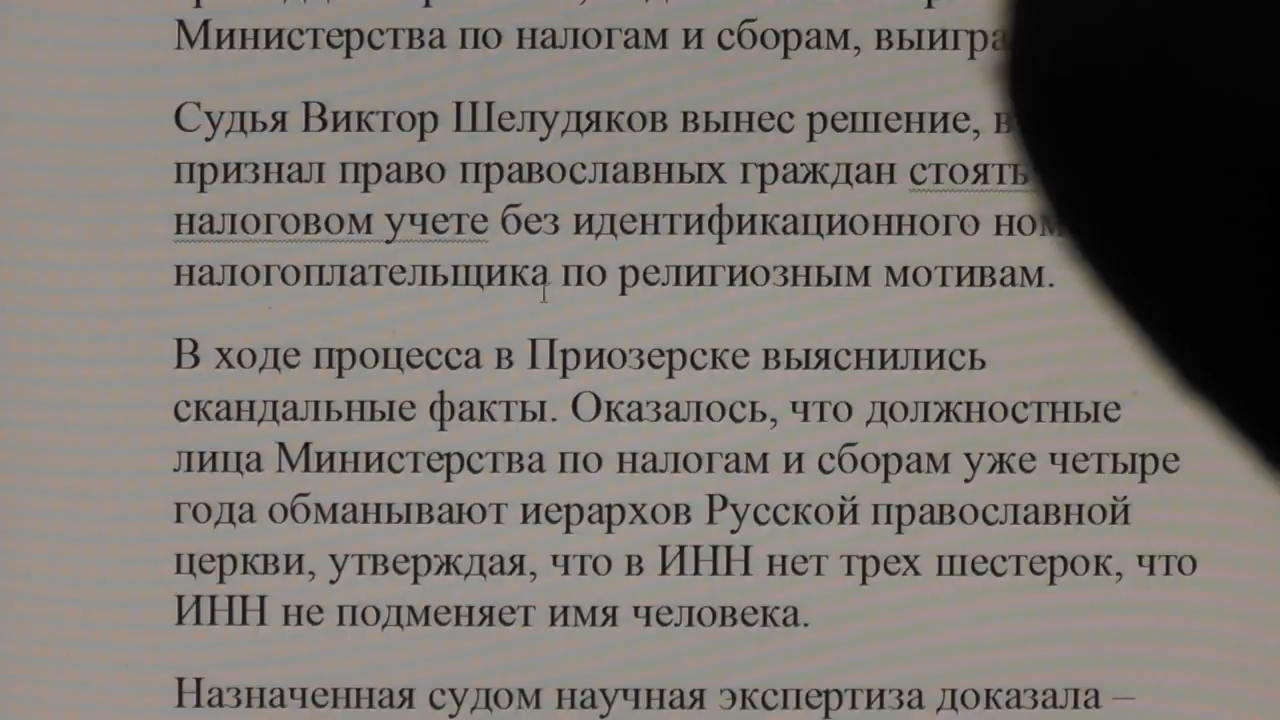 Министерства по налогам и сборам,
Судья Виктор Шелудяков вынес решение,
признал право православных граждан стоять
налоговом учете без идентификационного
налогоплательщика по религиозным мотивам.
В ходе процесса в Приозерске выяснились
скандальные факты. Оказалось, что должностные
лица Министерства по налогам и сборам уже четыре
года обманывают иерархов Русской православной
церкви, утверждая, что в ИНН нет трех шестерок, что
ИНН не подменяет имя человека.
Назначенная судом научная экспертиза доказала –